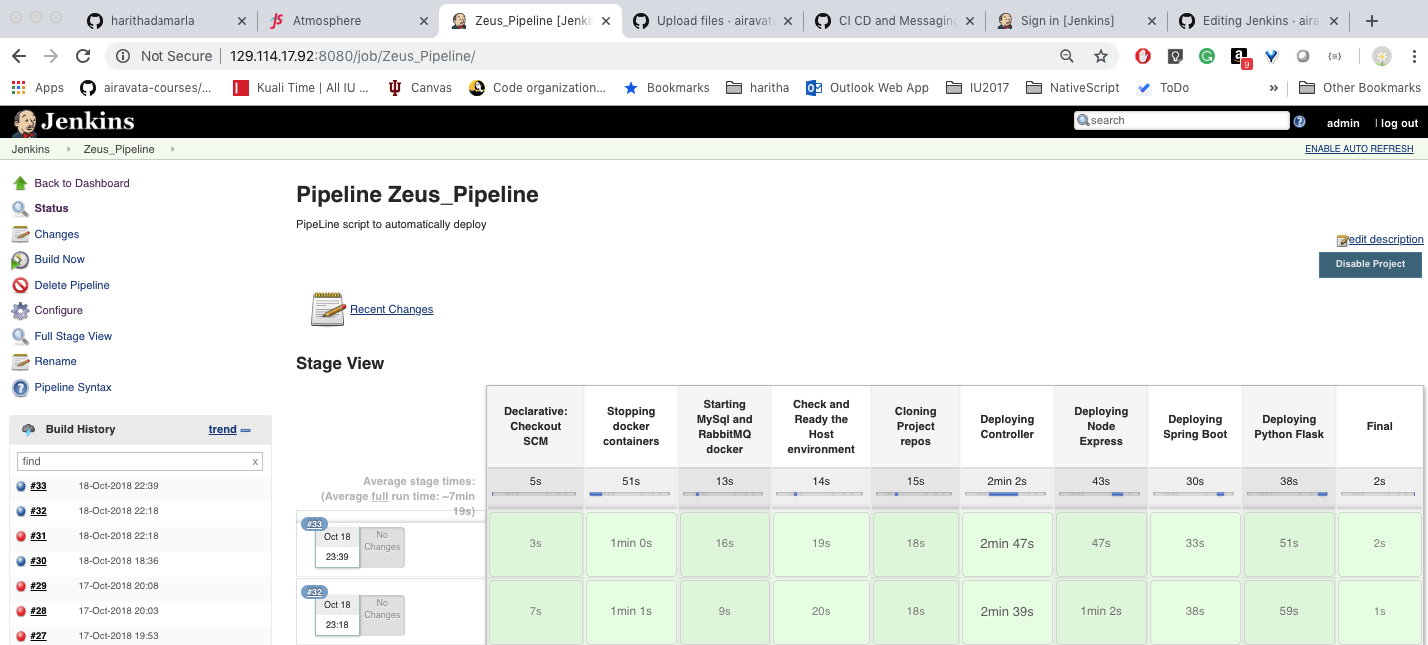 harithadamarla
Atmosphere
Zeus_Pipeline [Jenki
Upload files · airavat
CI CD and Messaging
Sign in [Jenkins]
Editing Jenkins · aira
Not Secure | 129.114.17.92:8080/job/Zeus_Pipeline/
9
Apps
airavata-courses/...
Kuali Time | All IU ...
Canvas
Code organization...
Bookmarks
haritha
Outlook Web App
IU2017
NativeScript
ToDo
»
Other Bookmarks
Jenkins
search
admin
| log out
Jenkins
Zeus_Pipeline
ENABLE AUTO REFRESH
Back to Dashboard
Status
Changes
Build Now
Delete Pipeline
Configure
Full Stage View
Rename
Pipeline Syntax
Build History
trend
find
x
#33 18-Oct-2018 22:39
#32 18-Oct-2018 22:18
#31 18-Oct-2018 22:18
#30 18-Oct-2018 18:36
#29 17-Oct-2018 20:08
#28 17-Oct-2018 20:03
#27 17-Oct-2018 19:53
Pipeline Zeus_Pipeline
PipeLine script to automatically deploy
edit description
Disable Project
Recent Changes
Stage View
Declarative:
Checkout
SCM
Stopping
docker
containers
Starting
MySql and
RabbitMQ
docker
Check and
Ready the
Host
environment
Cloning
Project
repos
Deploying
Controller
Deploying
Node
Express
Deploying
Spring Boot
Deploying
Python Flask
Final
Average stage times:
(Average full run time: ~7min
19s)
5s 51s 13s 14s 15s 2min 2s 43s 30s 38s 2s
#33
Oct 18
23:39
No
Changes
3s 1min 0s 16s 19s 18s 2min 47s 47s 33s 51s 2s
#32
Oct 18
23:18
No
Changes
7s 1min 1s 9s 20s 18s 2min 39s 1min 2s 38s 59s 1s